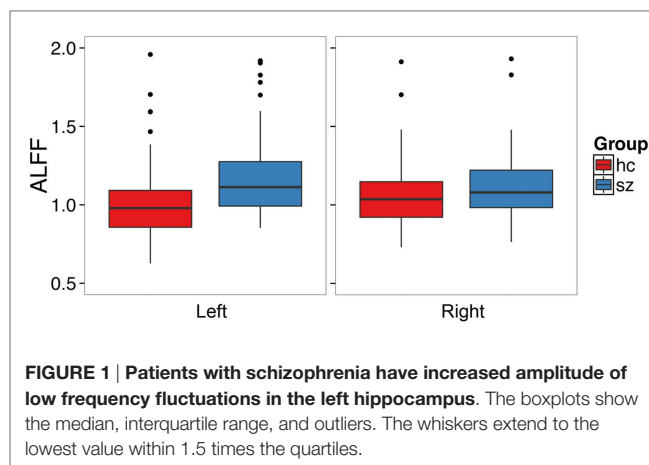 2.0
1.5
1.0
0.5
ALFF
Left
Right
Group
hc
sz
FIGURE 1 | Patients with schizophrenia have increased amplitude of
low frequency fluctuations in the left hippocampus. The boxplots show
the median, interquartile range, and outliers. The whiskers extend to the
lowest value within 1.5 times the quartiles.